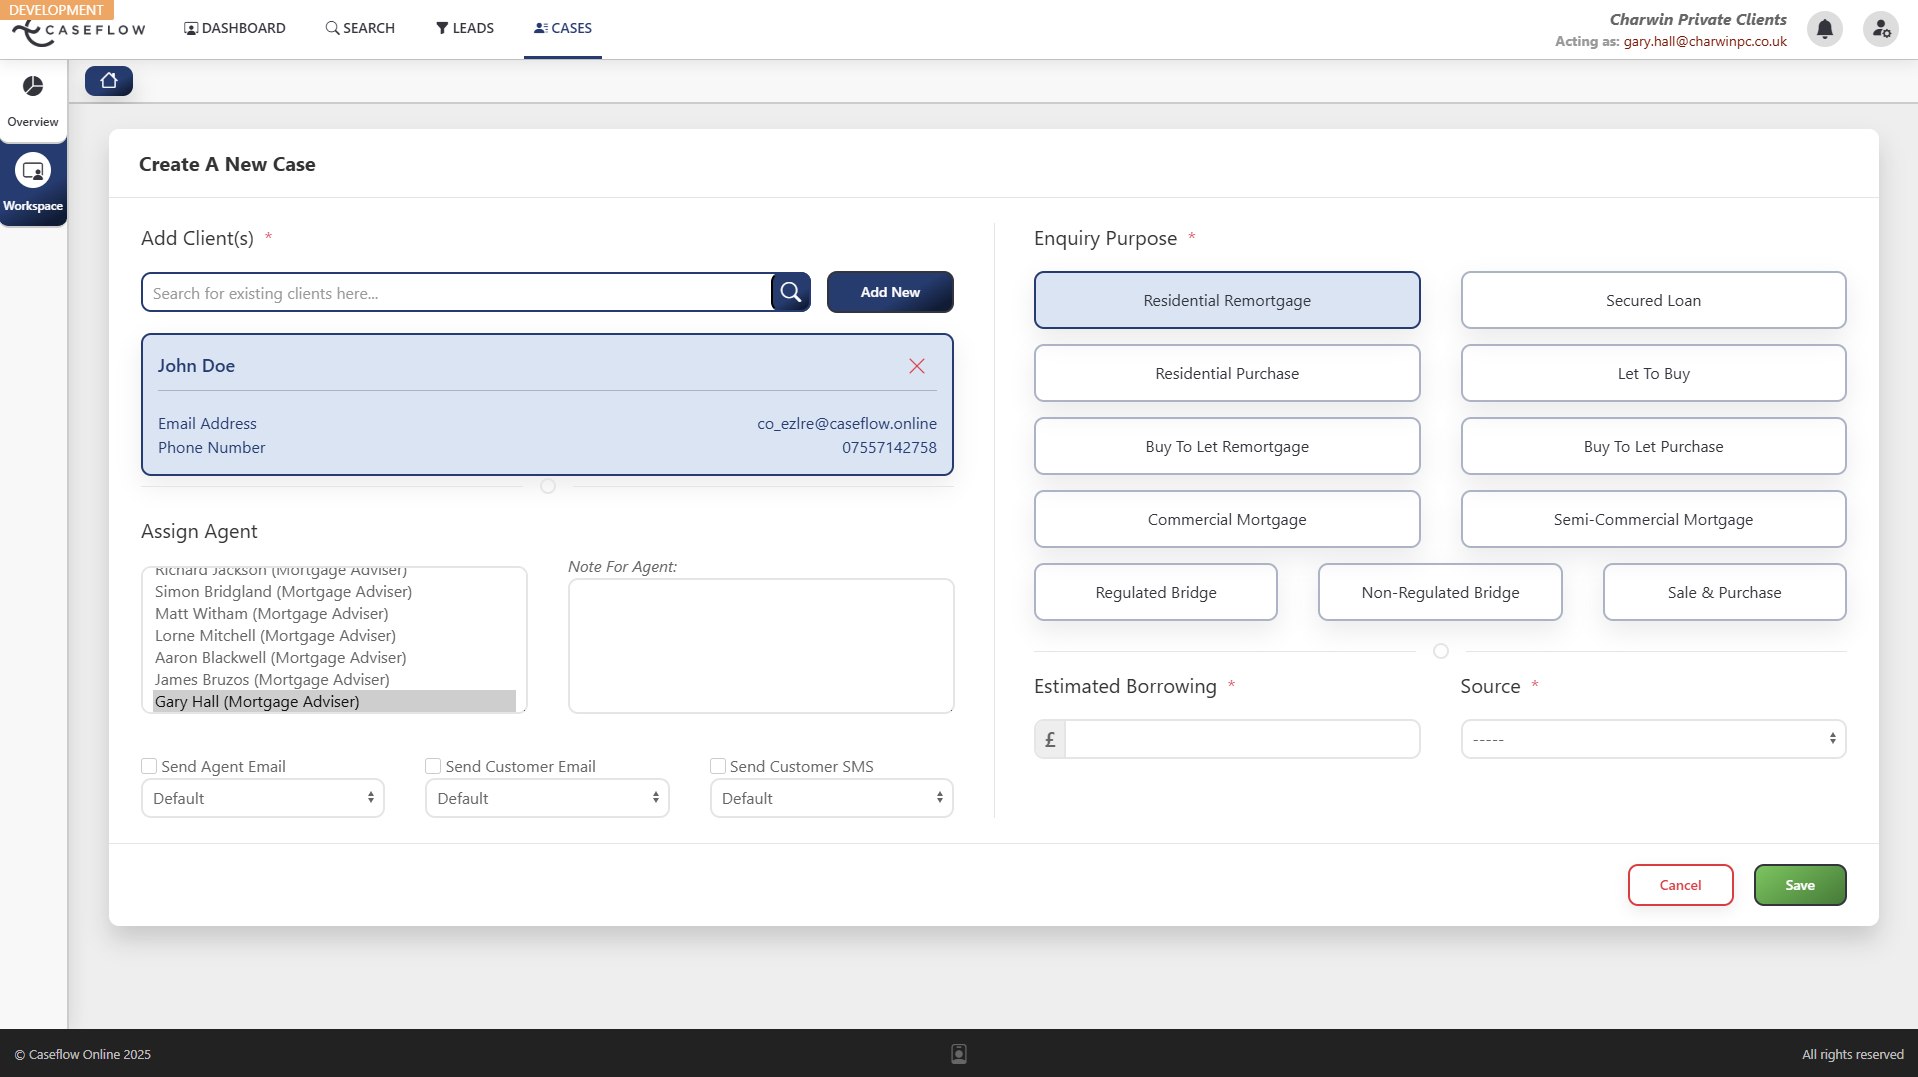 DEVELOPMENT
CASEFLOW
DASHBOARD
SEARCH
LEADS
CASES
Charwin Private Clients
Acting as: gary.hall@charwinpc.co.uk
Overview
Workspace
Create A New Case
Add Client(s) *
Search for existing clients here...
Add New
John Doe
Email Address co_ezlre@caseflow.online
Phone Number 07557142758
Assign Agent
Richard Jackson (Mortgage Adviser)
Simon Bridgland (Mortgage Adviser)
Matt Witham (Mortgage Adviser)
Lorne Mitchell (Mortgage Adviser)
Aaron Blackwell (Mortgage Adviser)
James Bruzos (Mortgage Adviser)
Gary Hall (Mortgage Adviser)
Note For Agent:
Send Agent Email
Default
Send Customer Email
Default
Send Customer SMS
Default
Enquiry Purpose *
Residential Remortgage
Secured Loan
Residential Purchase
Let To Buy
Buy To Let Remortgage
Buy To Let Purchase
Commercial Mortgage
Semi-Commercial Mortgage
Regulated Bridge
Non-Regulated Bridge
Sale & Purchase
Estimated Borrowing *
£
Source *
-----
Cancel
Save
© Caseflow Online 2025
All rights reserved